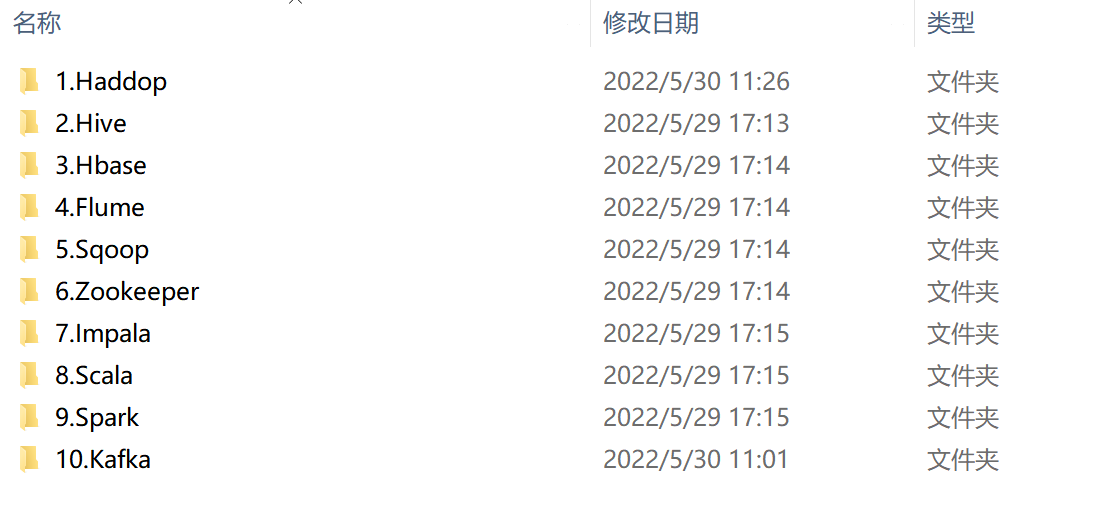 名称 修改日期 类型
1.Haddop 2022/5/30 11:26 文件夹
2.Hive 2022/5/29 17:13 文件夹
3.Hbase 2022/5/29 17:14 文件夹
4.Flume 2022/5/29 17:14 文件夹
5.Sqoop 2022/5/29 17:14 文件夹
6.Zookeeper 2022/5/29 17:14 文件夹
7.Impala 2022/5/29 17:15 文件夹
8.Scala 2022/5/29 17:15 文件夹
9.Spark 2022/5/29 17:15 文件夹
10.Kafka 2022/5/30 11:01 文件夹